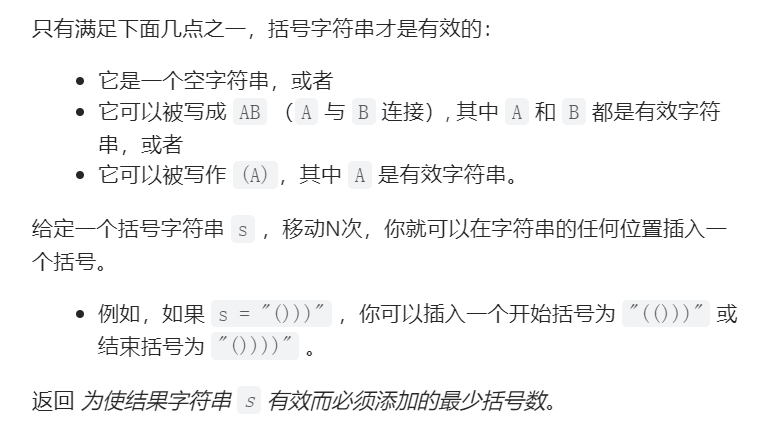 只有满足下面几点之一，括号字符串才是有效的：
它是一个空字符串，或者
它可以被写成 AB （A 与 B 连接）, 其中 A 和 B 都是有效字符
串，或者
它可以被写作 (A)，其中 A 是有效字符串。
给定一个括号字符串 s ，移动N次，你就可以在字符串的任何位置插入一
个括号。
例如，如果 s = "()))" ，你可以插入一个开始括号为 "(()))" 或
结束括号为 "())))" 。
返回 为使结果字符串 s 有效而必须添加的最少括号数。